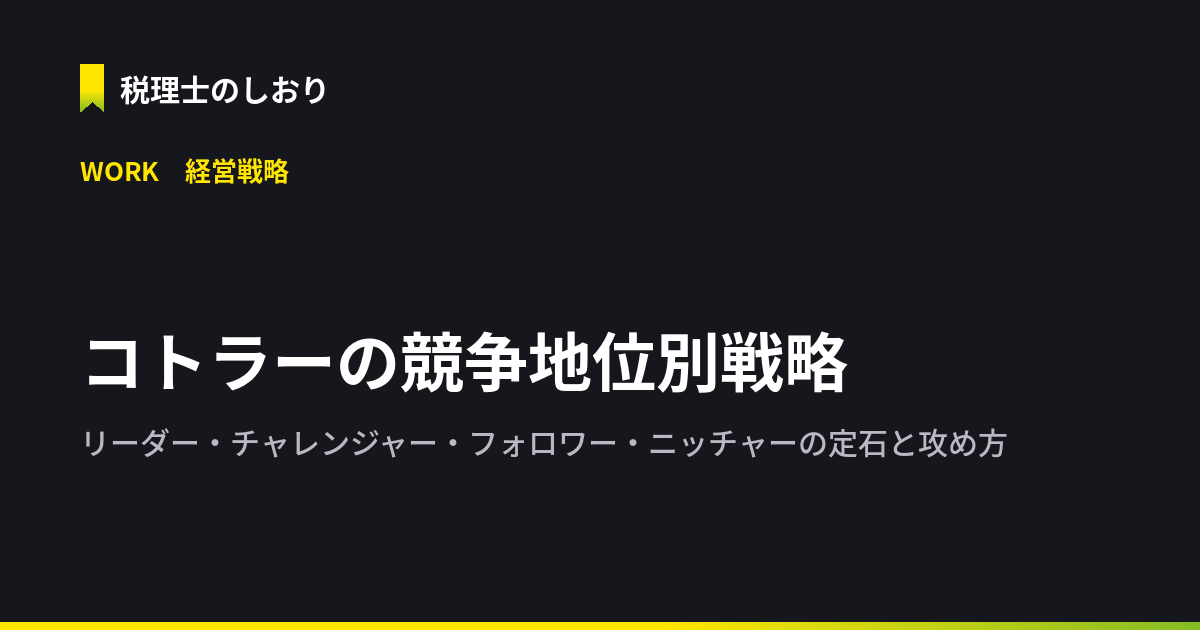 税理士のしおり
WORK　経営戦略
コトラーの競争地位別戦略
リーダー・チャレンジャー・フォロワー・ニッチャーの定石と攻め方